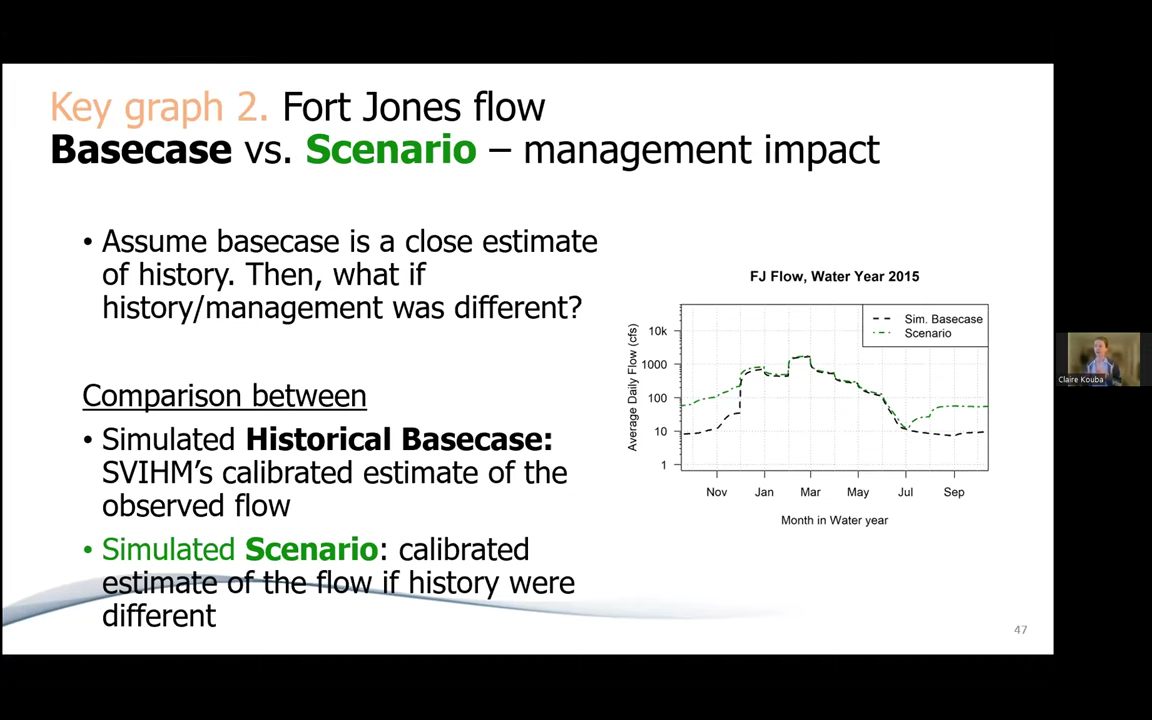 Key graph 2. Fort Jones flow
Basecase vs. Scenario – management impact
• Assume basecase is a close estimate
of history. Then, what if
history/management was different?
Comparison between
• Simulated Historical Basecase:
SVIHM’s calibrated estimate of the
observed flow
• Simulated Scenario: calibrated
estimate of the flow if history were
different
FJ Flow, Water Year 2015
Sim. Basecase
Scenario
Average Daily Flow (cfs)
10k
1000
100
10
1
Nov Jan Mar May Jul Sep
Month in Water year
47
Claire Kouba